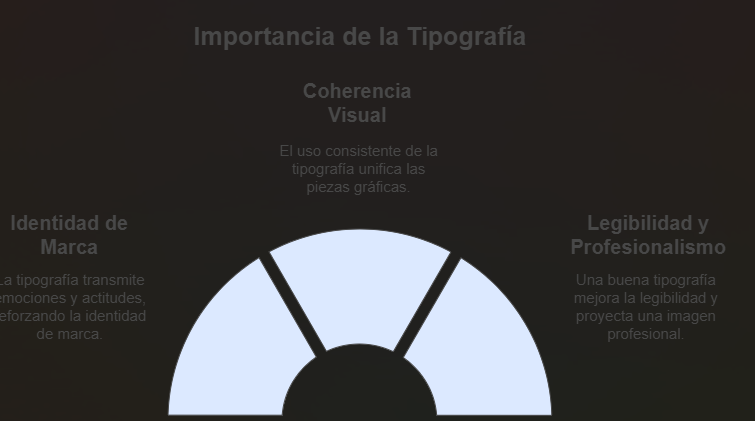 Importancia de la Tipografía
Coherencia
Visual
El uso consistente de la
tipografía unifica las
piezas gráficas.
Identidad de
Marca
La tipografía transmite
emociones y actitudes,
reforzando la identidad
de marca.
Legibilidad y
Profesionalismo
Una buena tipografía
mejora la legibilidad y
proyecta una imagen
profesional.